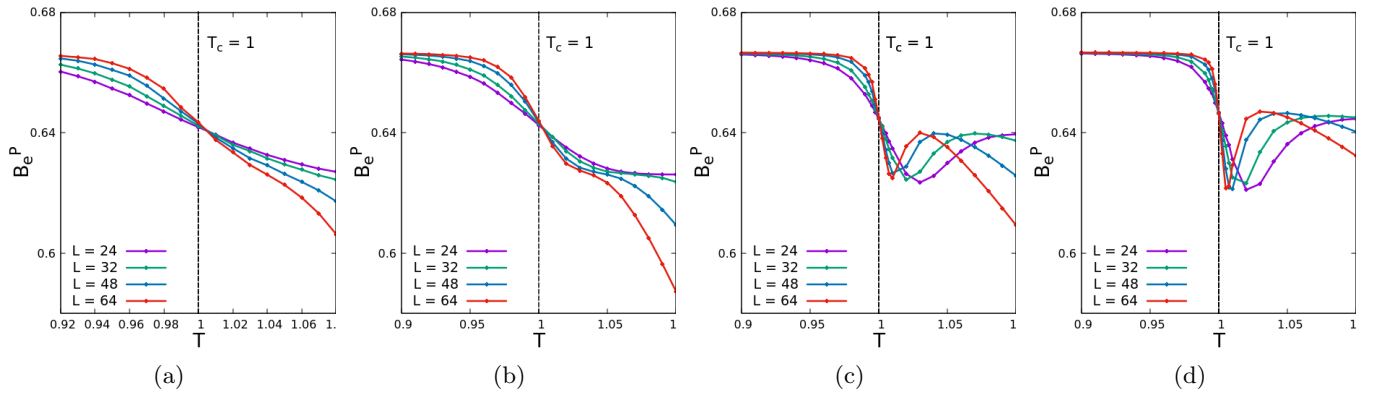 0.68
0.64
0.6
B_e^P
T_c = 1
L = 24
L = 32
L = 48
L = 64
0.92 0.94 0.96 0.98 1 1.02 1.04 1.06 1.
T
(a)
0.68
0.64
0.6
B_e^P
T_c = 1
L = 24
L = 32
L = 48
L = 64
0.9 0.95 1 1.05 1
T
(b)
0.68
0.64
0.6
B_e^P
T_c = 1
L = 24
L = 32
L = 48
L = 64
0.9 0.95 1 1.05 1
T
(c)
0.68
0.64
0.6
B_e^P
T_c = 1
L = 24
L = 32
L = 48
L = 64
0.9 0.95 1 1.05 1
T
(d)